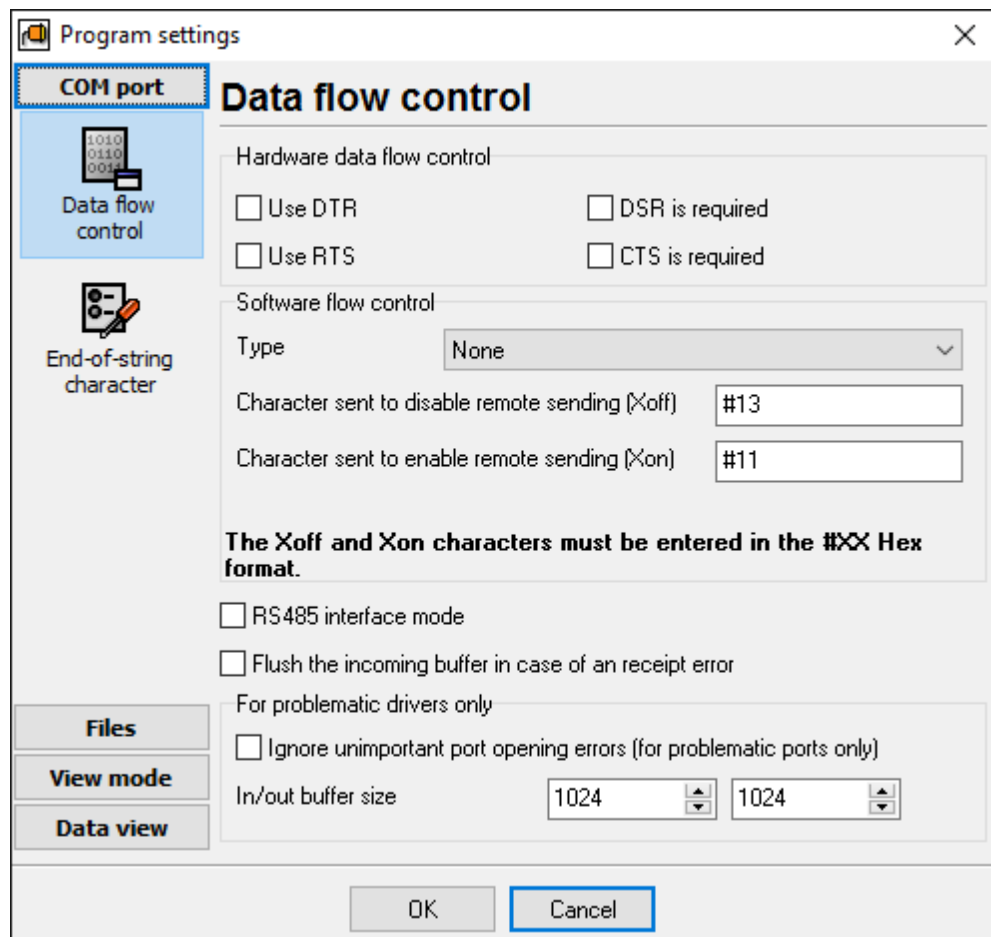 Program settings
COM port
Data flow control
1010
0110
0011
Data flow
control
End-of-string
character
Hardware data flow control
Use DTR
DSR is required
Use RTS
CTS is required
Software flow control
Type
None
Character sent to disable remote sending (Xoff)
#13
Character sent to enable remote sending (Xon)
#11
The Xoff and Xon characters must be entered in the #XX Hex
format.
RS485 interface mode
Flush the incoming buffer in case of an receipt error
For problematic drivers only
Ignore unimportant port opening errors (for problematic ports only)
In/out buffer size
1024
1024
Files
View mode
Data view
OK
Cancel